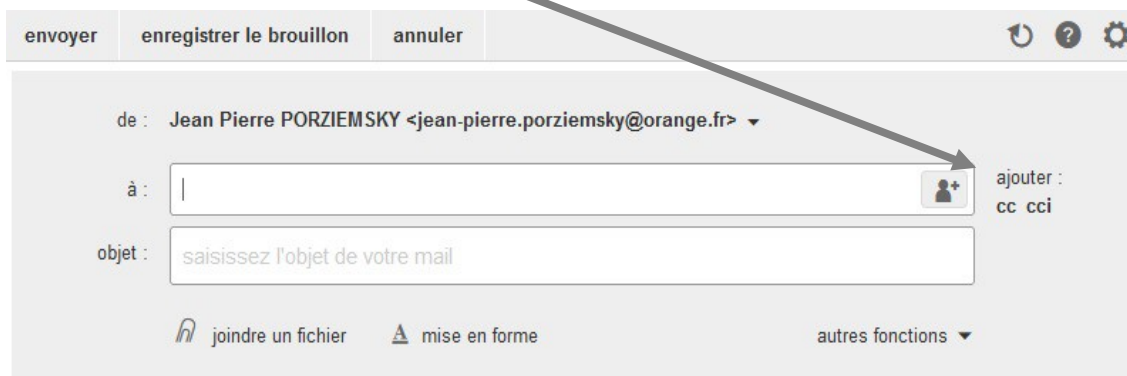 envoyer enregistrer le brouillon annuler
de : Jean Pierre PORZIEMSKY <jean-pierre.porziemsky@orange.fr>
à :
ajouter :
cc cci
objet : saisissez l'objet de votre mail
joindre un fichier A mise en forme autres fonctions